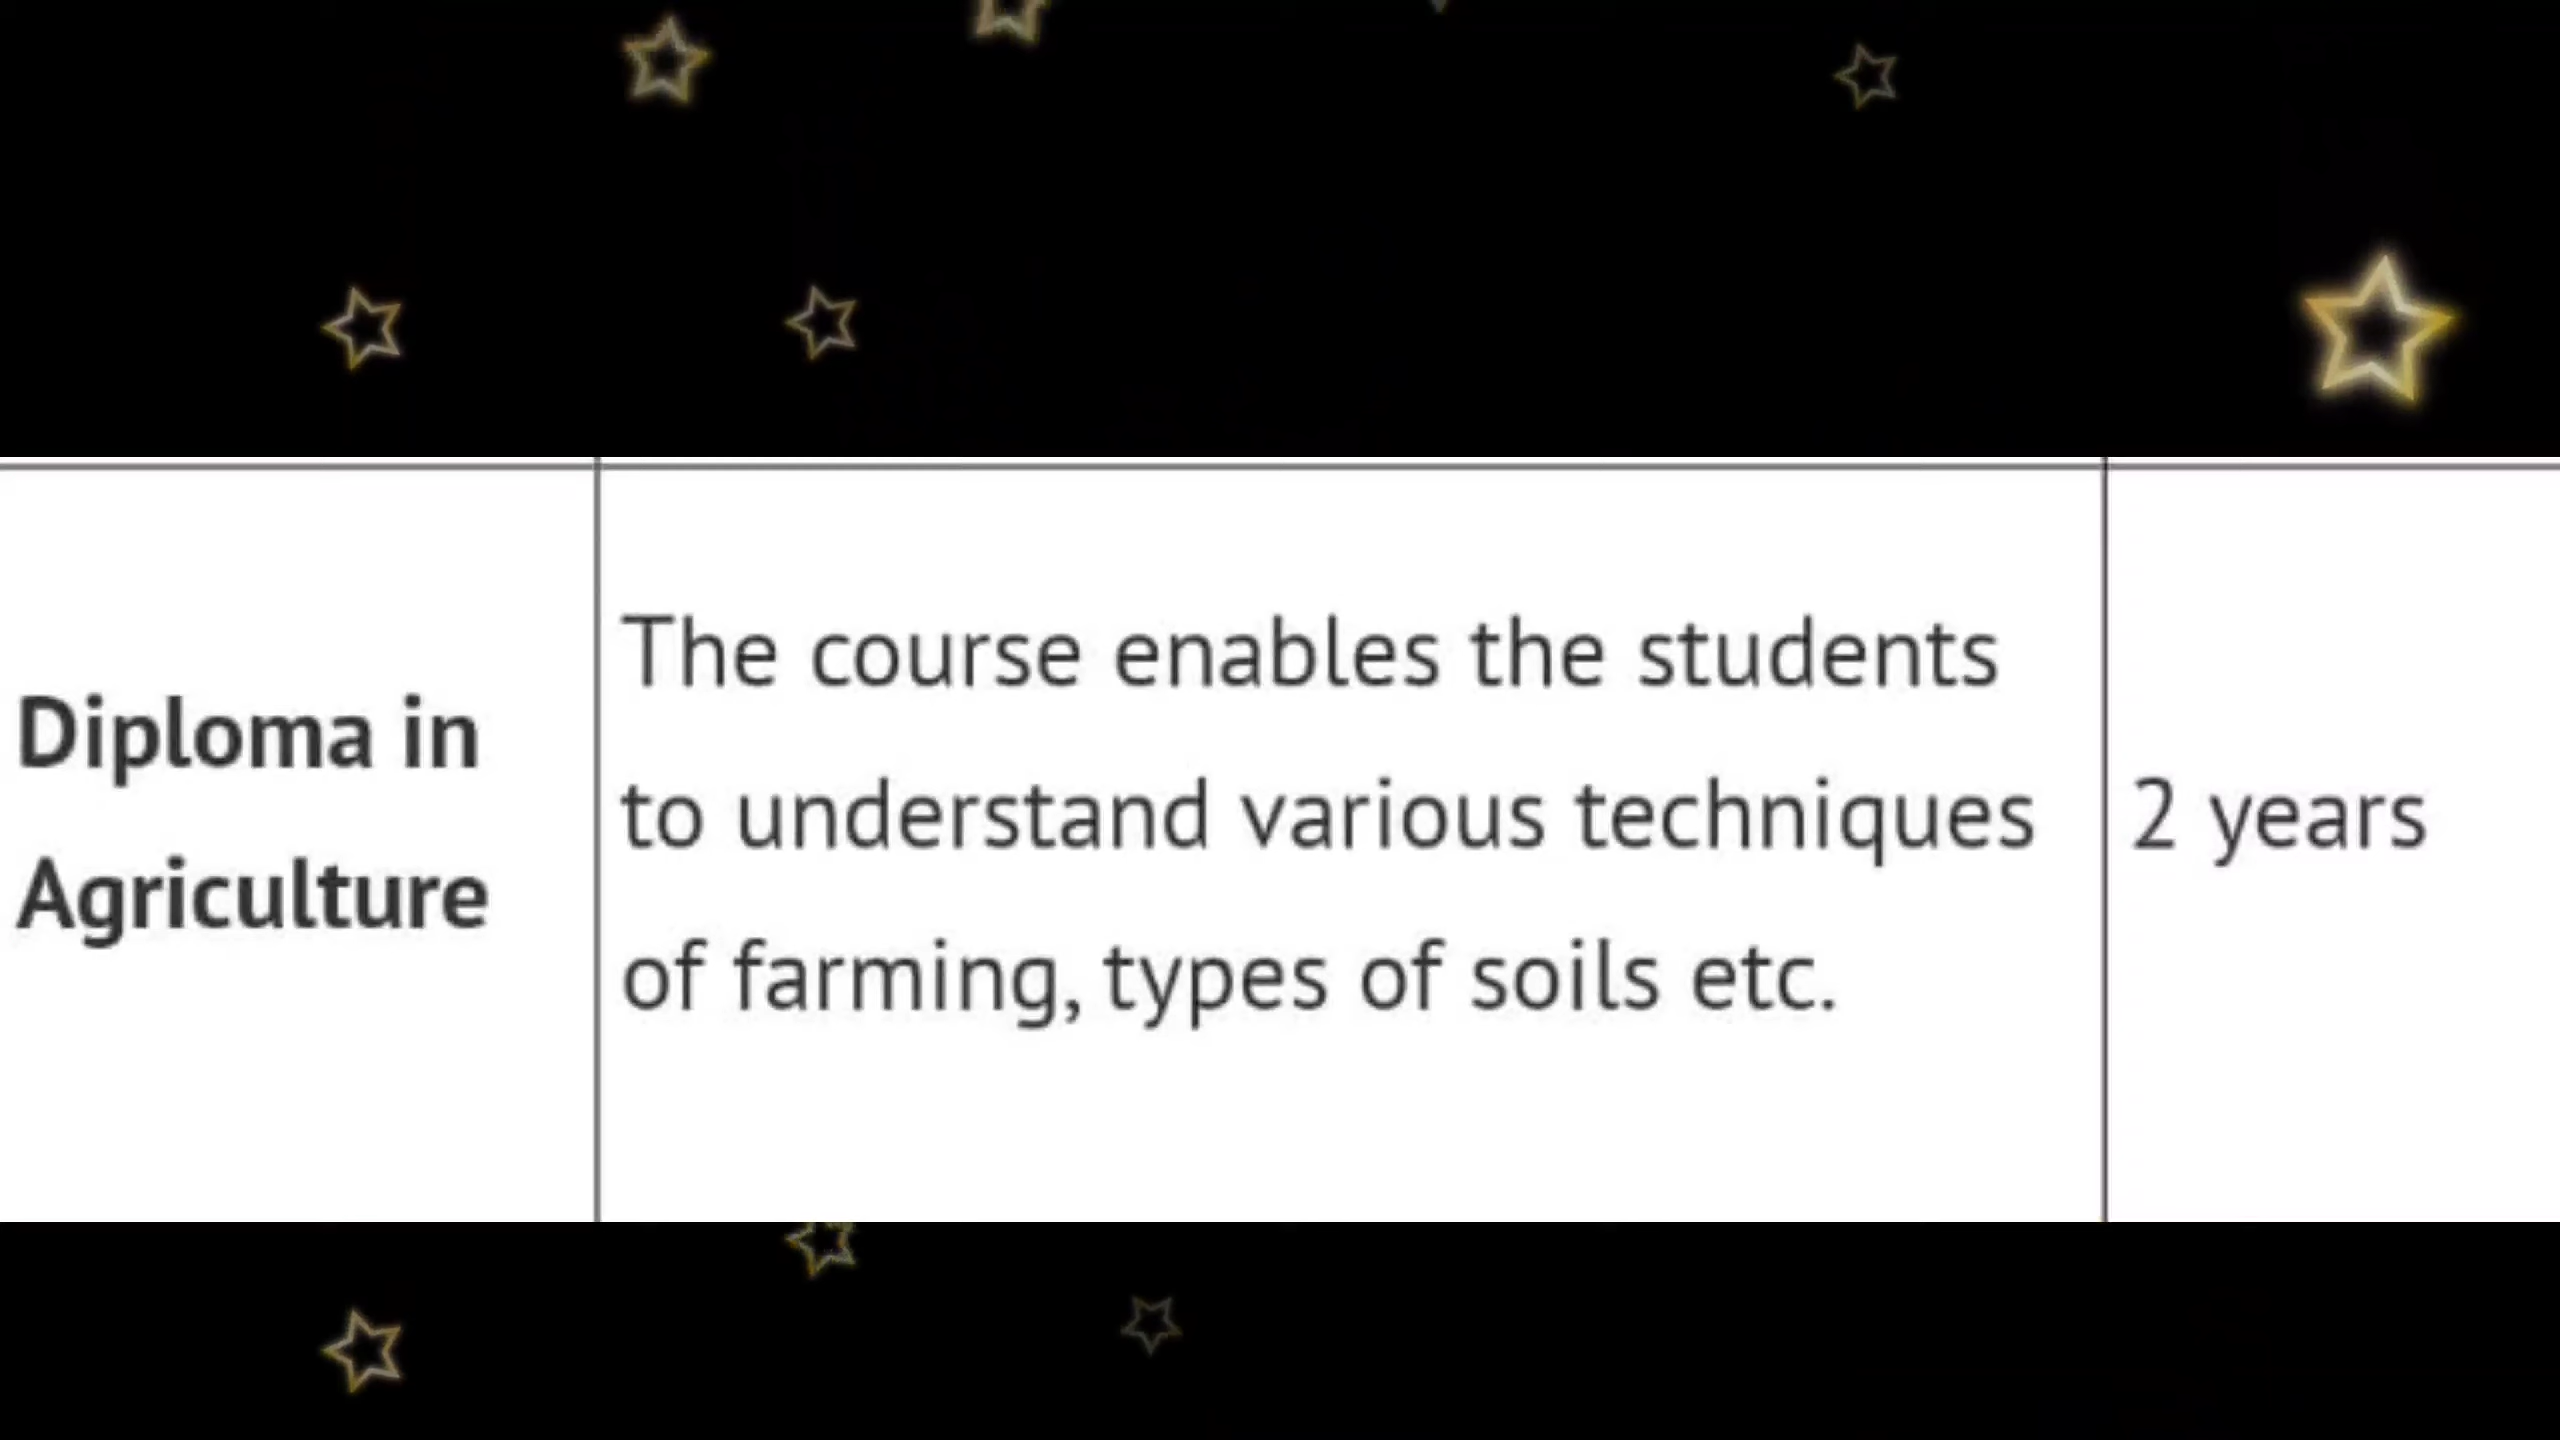 Diploma in
Agriculture
The course enables the students
to understand various techniques
of farming, types of soils etc.
2 years